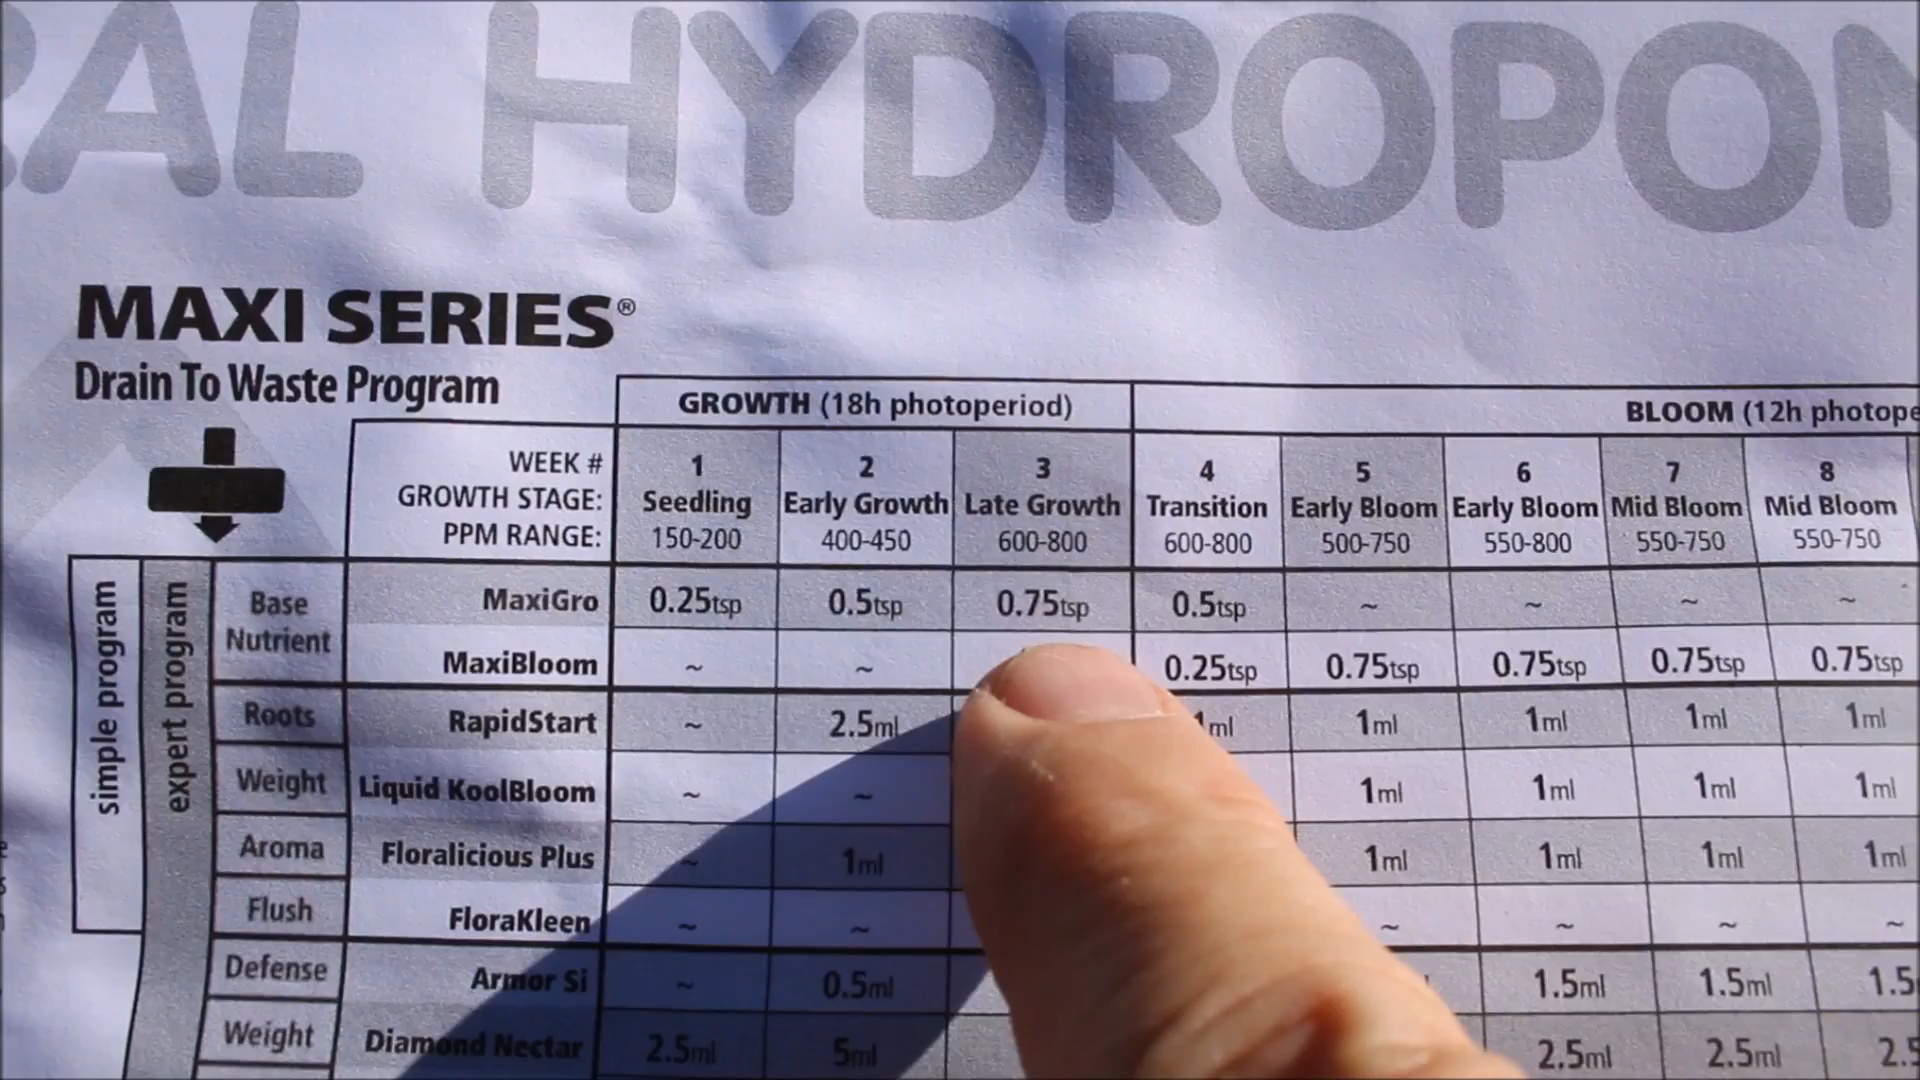 RAL HYDROPON
MAXI SERIES®
Drain To Waste Program
GROWTH (18h photoperiod) BLOOM (12h photope
WEEK # 1 2 3 4 5 6 7 8
GROWTH STAGE: Seedling Early Growth Late Growth Transition Early Bloom Early Bloom Mid Bloom Mid Bloom
PPM RANGE: 150-200 400-450 600-800 600-800 500-750 550-800 550-750 550-750
simple program
expert program
Base Nutrient
MaxiGro 0.25tsp 0.5tsp 0.75tsp 0.5tsp ~ ~ ~ ~
MaxiBloom ~ ~ 0.25tsp 0.75tsp 0.75tsp 0.75tsp 0.75tsp
Roots RapidStart ~ 2.5ml 1ml 1ml 1ml 1ml 1ml
Weight Liquid KoolBloom ~ ~ 1ml 1ml 1ml 1ml
Aroma Floralicious Plus ~ 1ml 1ml 1ml 1ml 1ml
Flush FloraKleen ~ ~ ~ ~ ~ ~
Defense Armor Si ~ 0.5ml 1.5ml 1.5ml 1.5
Weight Diamond Nectar 2.5ml 5ml 2.5ml 2.5ml 2.5